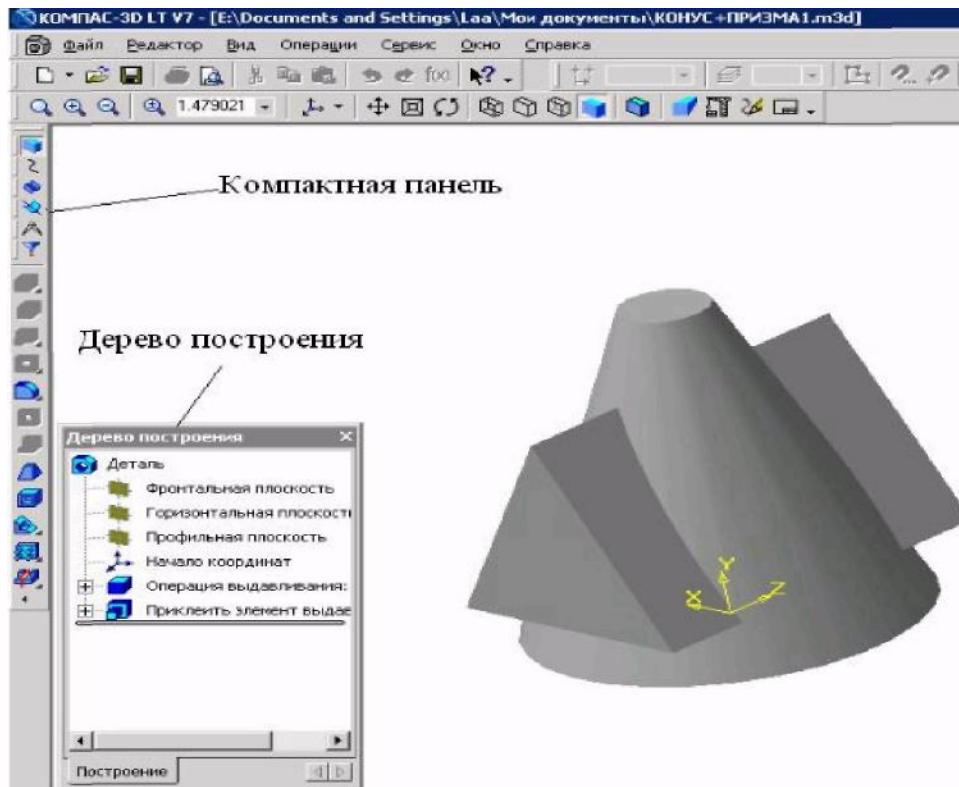 КОМПАС-3D LT V7 - [E:\Documents and Settings\Laa\Мои документы\КОНУС+ПРИЗМА1.m3d]
Файл Редактор Вид Операции Сервис Окно Справка
f(x)
1.479021
Компактная панель
Дерево построения
Дерево построения
Деталь
Фронтальная плоскость
Горизонтальная плоскость
Профильная плоскость
Начало координат
Операция выдавливания:
Приклеить элемент выдав
Построение
Y
X
Z